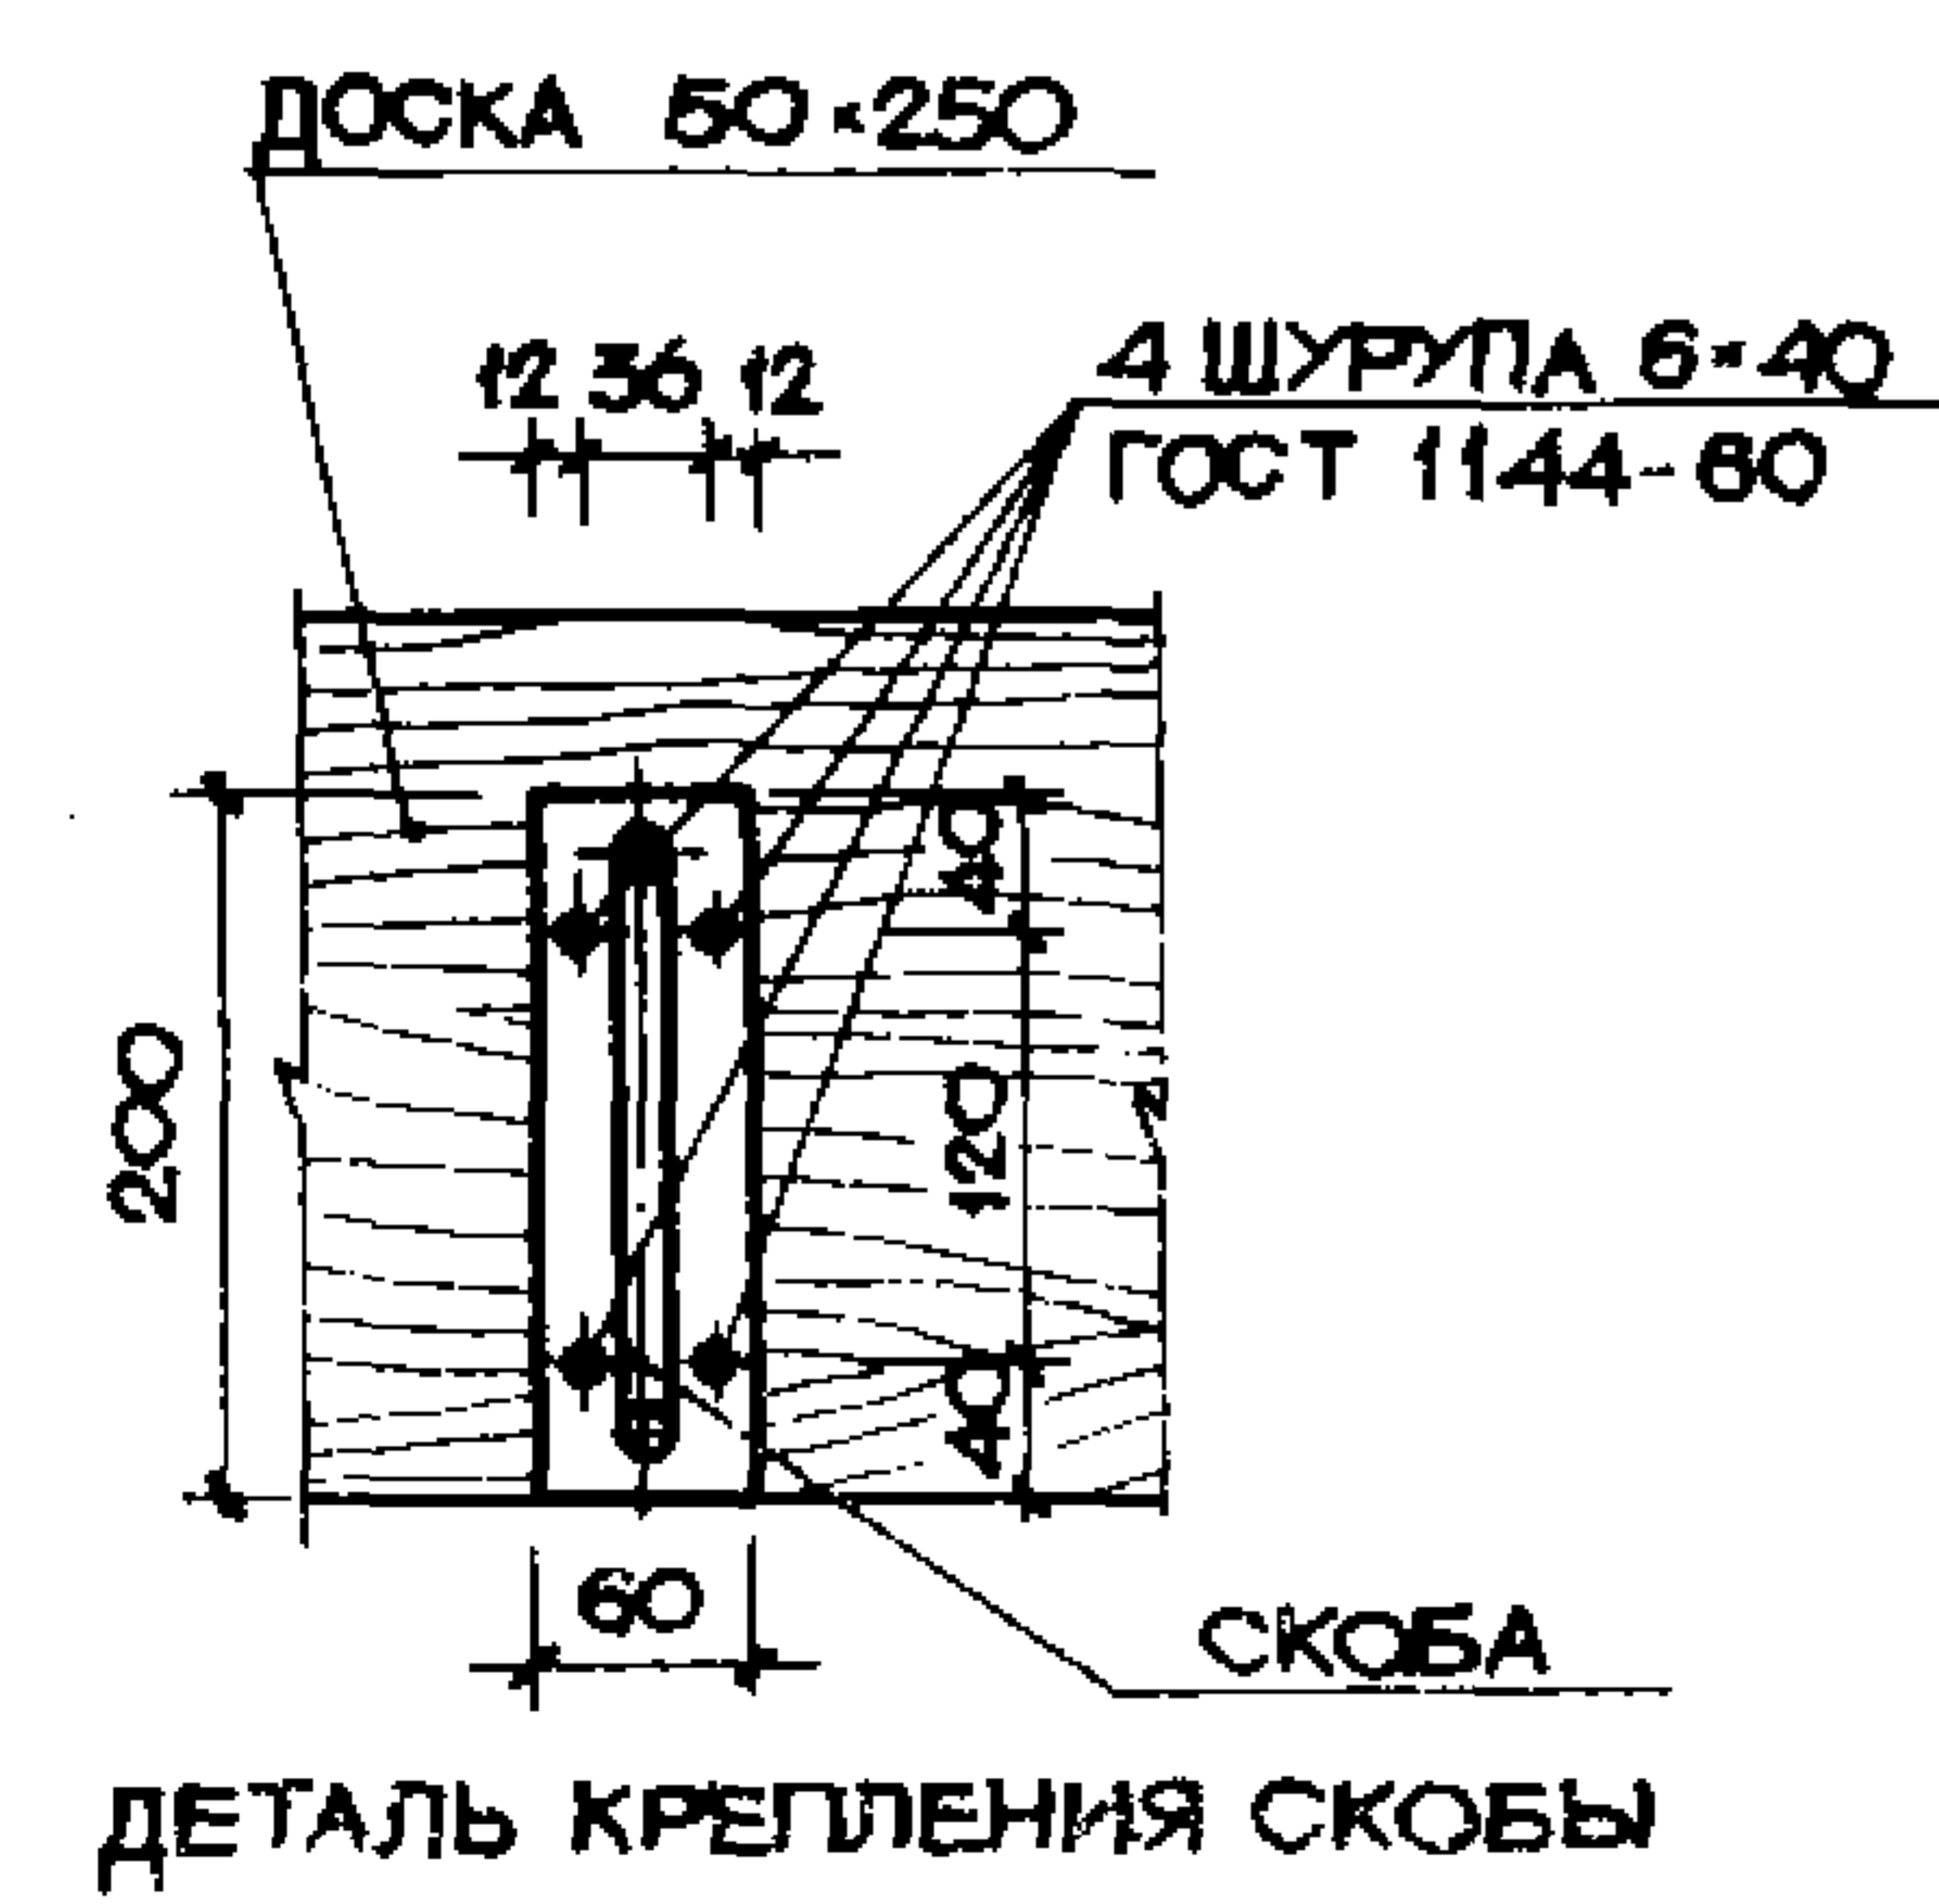 ДОСКА 50×250
12 36 12
4 ШУРУПА 6×40
ГОСТ 1144-80
200
40
120
40
60
СКОБА
ДЕТАЛЬ КРЕПЛЕНИЯ СКОБЫ